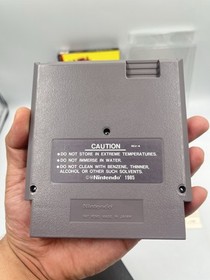 CAUTION
•DO NOT STORE IN EXTREME TEMPERATURES.
•DO NOT IMMERSE IN WATER.
•DO NOT CLEAN WITH BENZENE, THINNER,
ALCOHOL OR OTHER SUCH SOLVENTS.
©®Nintendo® 1985